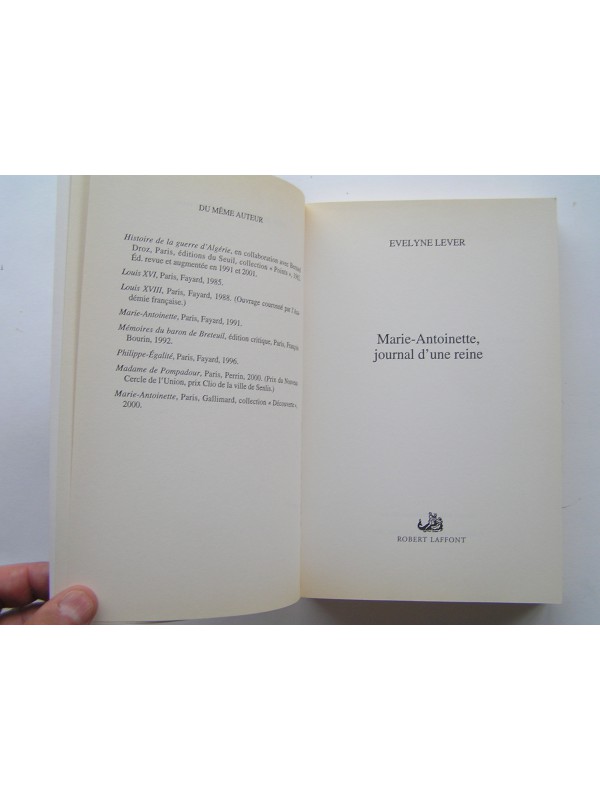 DU MÊME AUTEUR
Histoire de la guerre d'Algérie, en collaboration avec Bernard
Droz, Paris, éditions du Seuil, collection « Points », 1982.
Éd. revue et augmentée en 1991 et 2001.
Louis XVI, Paris, Fayard, 1985.
Louis XVIII, Paris, Fayard, 1988. (Ouvrage couronné par l'Aca-
démie française.)
Marie-Antoinette, Paris, Fayard, 1991.
Mémoires du baron de Breteuil, édition critique, Paris, François
Bourin, 1992.
Philippe-Égalité, Paris, Fayard, 1996.
Madame de Pompadour, Paris, Perrin, 2000. (Prix du Nouveau
Cercle de l'Union, prix Clio de la ville de Senlis.)
Marie-Antoinette, Paris, Gallimard, collection « Découverte »,
2000.
EVELYNE LEVER
Marie-Antoinette,
journal d'une reine
ROBERT LAFFONT